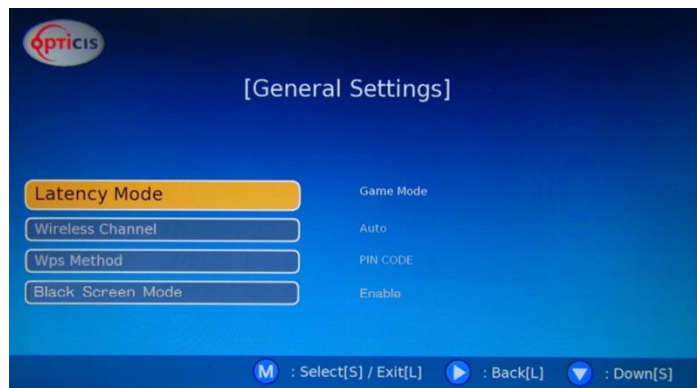 OPTICIS
[General Settings]
Latency Mode Game Mode
Wireless Channel Auto
Wps Method PIN CODE
Black Screen Mode Enable
M : Select[S] / Exit[L] : Back[L] : Down[S]